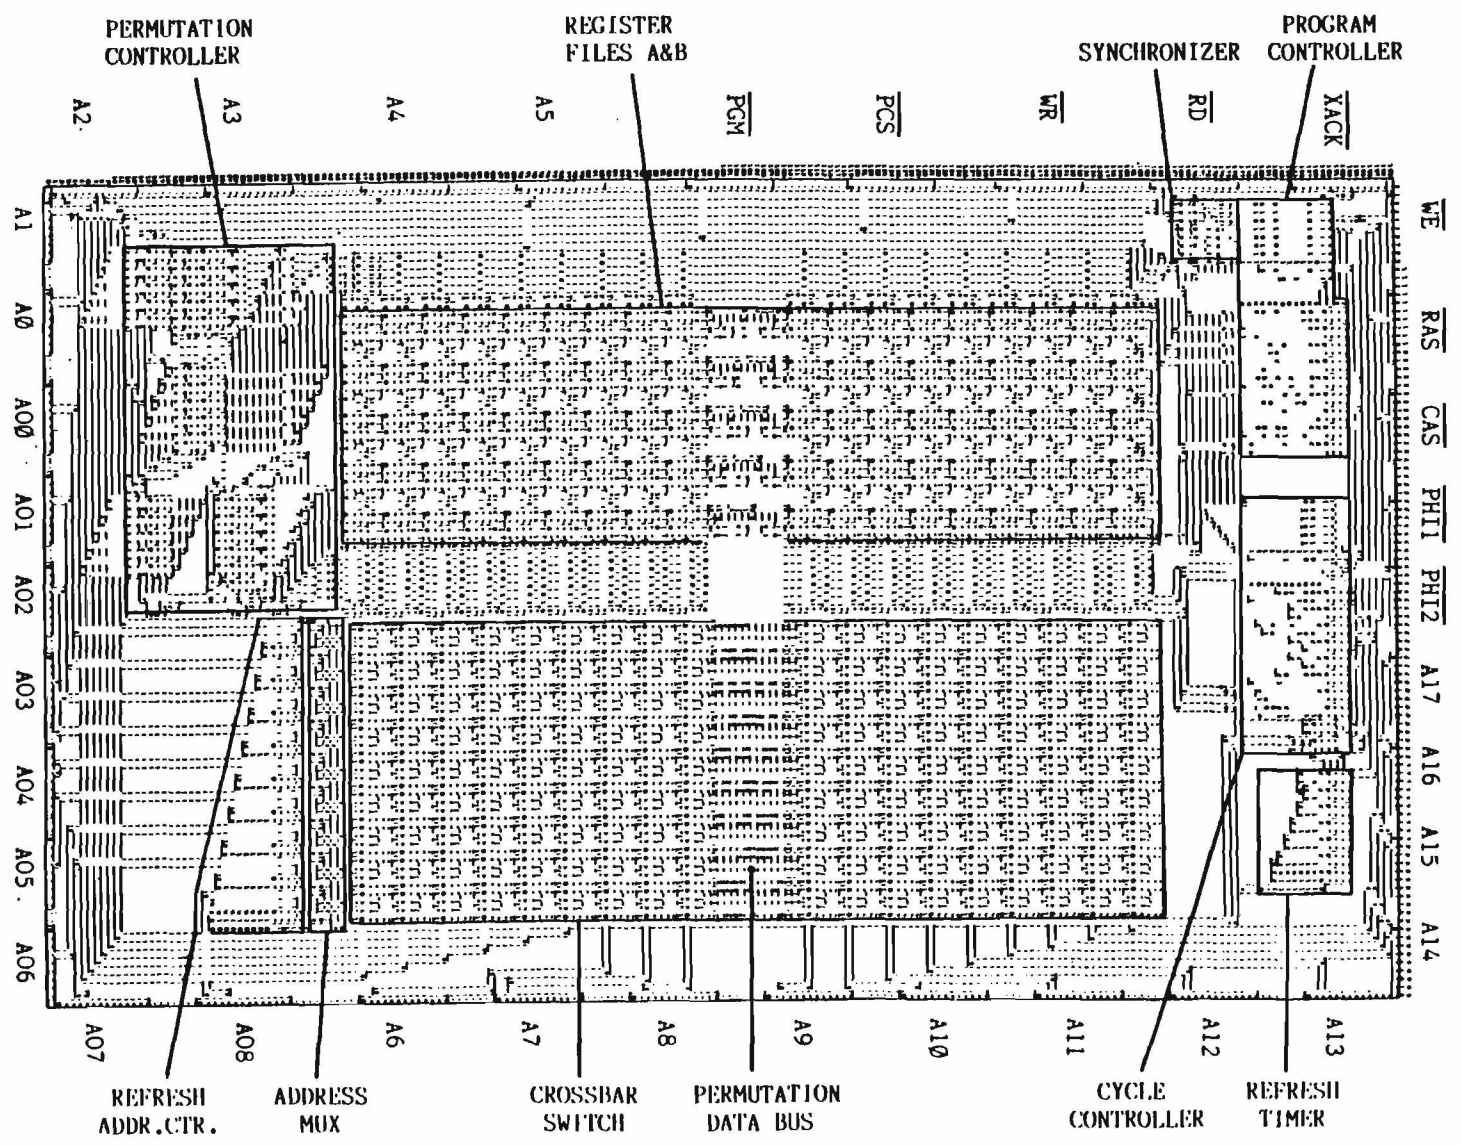 PERMUTATION
CONTROLLER
REGISTER
FILES A&B
SYNCHRONIZER
PROGRAM
CONTROLLER
A2
A3
A4
A5
PGM
PCS
WR
RD
XACK
A1
A0
A00
A01
A02
A03
A04
A05
A06
WE
RAS
CAS
PHI1
PHI2
A17
A16
A15
A14
A07
A08
A6
A7
A8
A9
A10
A11
A12
A13
REFRESH
ADDR.CTR.
ADDRESS
MUX
CROSSBAR
SWITCH
PERMUTATION
DATA BUS
CYCLE
CONTROLLER
REFRESH
TIMER